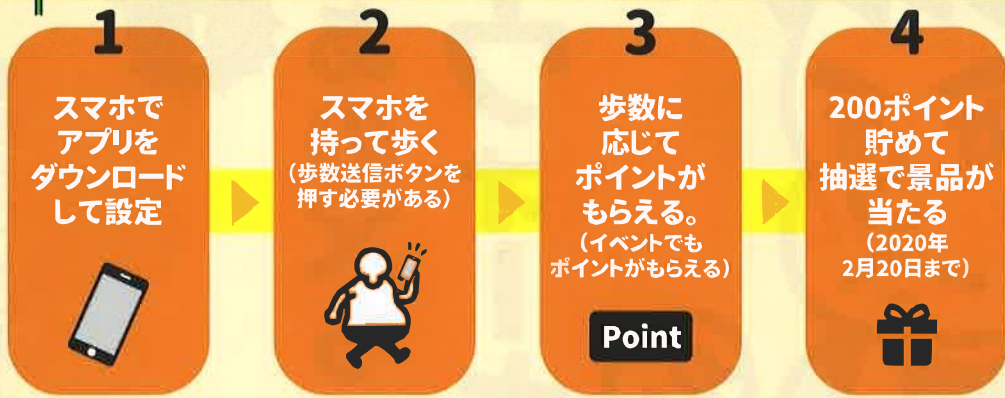 1
スマホで
アプリを
ダウンロード
して設定
2
スマホを
持って歩く
(歩数送信ボタンを
押す必要がある)
3
歩数に
応じて
ポイントが
もらえる。
(イベントでも
ポイントがもらえる)
Point
4
200ポイント
貯めて
抽選で景品が
当たる
(2020年
2月20日まで)